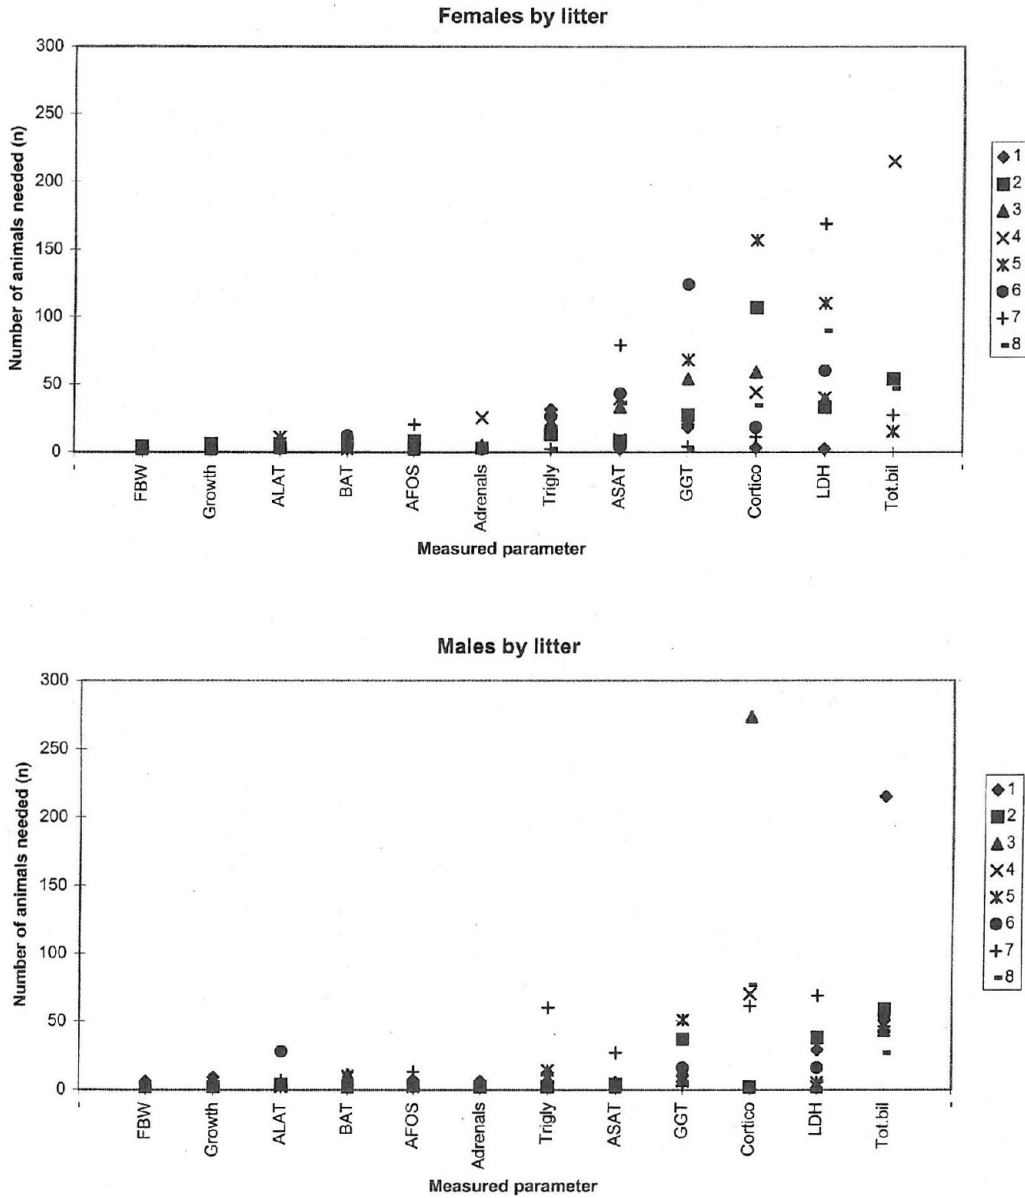 Females by litter
300
250
200
150
100
50
0
Number of animals needed (n)
FBW
Growth
ALAT
BAT
AFOS
Adrenals
Trigly
ASAT
GGT
Cortico
LDH
Tot.bil
Measured parameter
1
2
3
4
5
6
7
8
Males by litter
300
250
200
150
100
50
0
Number of animals needed (n)
FBW
Growth
ALAT
BAT
AFOS
Adrenals
Trigly
ASAT
GGT
Cortico
LDH
Tot.bil
Measured parameter
1
2
3
4
5
6
7
8